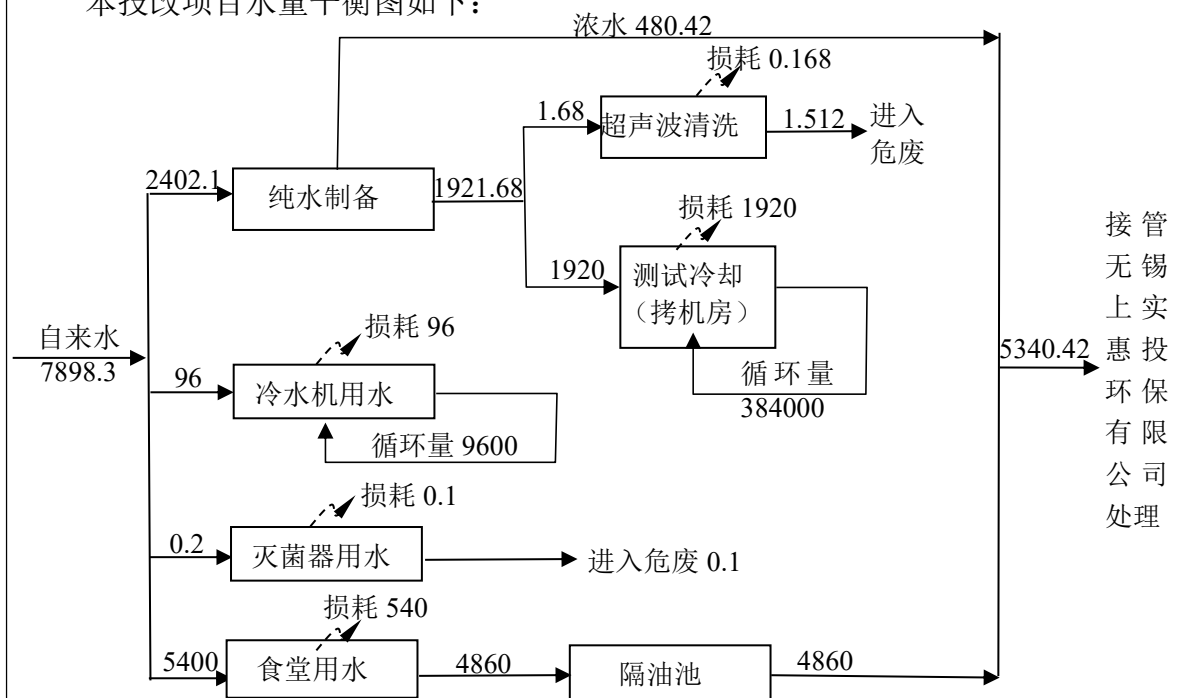 本技改项目水量平衡图如下：
浓水 480.42
损耗 0.168
1.68
超声波清洗
1.512
进入
危废
2402.1
纯水制备
1921.68
损耗 1920
1920
测试冷却
（拷机房）
循环量
384000
自来水
7898.3
损耗 96
96
冷水机用水
循环量 9600
损耗 0.1
0.2
灭菌器用水
进入危废 0.1
损耗 540
5400
食堂用水
4860
隔油池
4860
5340.42
接管
无锡
上实
惠投
环保
有限
公司
处理